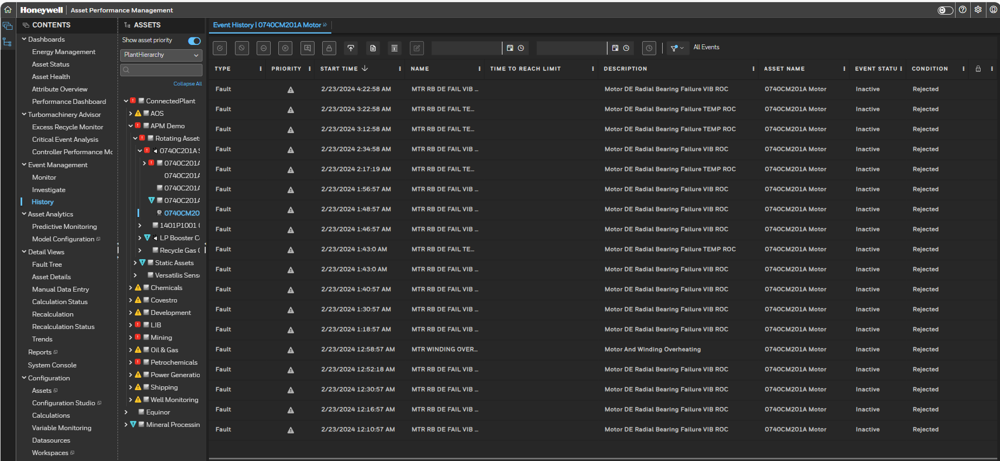 Honeywell Asset Performance Management
CONTENTS
Dashboards
Energy Management
Asset Status
Asset Health
Attribute Overview
Performance Dashboard
Turbomachinery Advisor
Excess Recycle Monitor
Critical Event Analysis
Controller Performance Mc
Event Management
Monitor
Investigate
History
Asset Analytics
Predictive Monitoring
Model Configuration
Detail Views
Fault Tree
Asset Details
Manual Data Entry
Calculation Status
Recalculation
Recalculation Status
Trends
Reports
System Console
Configuration
Assets
Configuration Studio
Calculations
Variable Monitoring
Datasources
Workspaces
ASSETS
Show asset priority
PlantHierarchy
Collapse All
ConnectedPlant
AOS
APM Demo
Rotating Asset
0740C201A S
0740C201A
0740C201A
0740C201A
0740C201A
0740CM20
1401P1001 C
LP Booster Co
Recycle Gas C
Static Assets
Versatilis Sens
Chemicals
Covestro
Development
LIB
Mining
Oil & Gas
Petrochemicals
Power Generatio
Shipping
Well Monitoring
Equinor
Mineral Processin
Event History | 0740CM201A Motor
All Events
TYPE PRIORITY START TIME NAME TIME TO REACH LIMIT DESCRIPTION ASSET NAME EVENT STATU CONDITION
Fault 2/23/2024 4:22:58 AM MTR RB DE FAIL VIB ... Motor DE Radial Bearing Failure VIB ROC 0740CM201A Motor Inactive Rejected
Fault 2/23/2024 3:22:58 AM MTR RB DE FAIL TE... Motor DE Radial Bearing Failure TEMP ROC 0740CM201A Motor Inactive Rejected
Fault 2/23/2024 3:12:58 AM MTR RB DE FAIL TE... Motor DE Radial Bearing Failure TEMP ROC 0740CM201A Motor Inactive Rejected
Fault 2/23/2024 2:34:58 AM MTR RB DE FAIL VIB ... Motor DE Radial Bearing Failure VIB ROC 0740CM201A Motor Inactive Rejected
Fault 2/23/2024 2:17:19 AM MTR RB DE FAIL TE... Motor DE Radial Bearing Failure TEMP ROC 0740CM201A Motor Inactive Rejected
Fault 2/23/2024 1:56:57 AM MTR RB DE FAIL VIB ... Motor DE Radial Bearing Failure VIB ROC 0740CM201A Motor Inactive Rejected
Fault 2/23/2024 1:48:57 AM MTR RB DE FAIL VIB ... Motor DE Radial Bearing Failure VIB ROC 0740CM201A Motor Inactive Rejected
Fault 2/23/2024 1:46:57 AM MTR RB DE FAIL VIB ... Motor DE Radial Bearing Failure VIB ROC 0740CM201A Motor Inactive Rejected
Fault 2/23/2024 1:43:0 AM MTR RB DE FAIL TE... Motor DE Radial Bearing Failure TEMP ROC 0740CM201A Motor Inactive Rejected
Fault 2/23/2024 1:43:0 AM MTR RB DE FAIL VIB ... Motor DE Radial Bearing Failure VIB ROC 0740CM201A Motor Inactive Rejected
Fault 2/23/2024 1:40:57 AM MTR RB DE FAIL VIB ... Motor DE Radial Bearing Failure VIB ROC 0740CM201A Motor Inactive Rejected
Fault 2/23/2024 1:30:57 AM MTR RB DE FAIL VIB ... Motor DE Radial Bearing Failure VIB ROC 0740CM201A Motor Inactive Rejected
Fault 2/23/2024 1:18:57 AM MTR RB DE FAIL VIB ... Motor DE Radial Bearing Failure VIB ROC 0740CM201A Motor Inactive Rejected
Fault 2/23/2024 12:58:57 AM MTR WINDING OVER... Motor And Winding Overheating 0740CM201A Motor Inactive Rejected
Fault 2/23/2024 12:52:18 AM MTR RB DE FAIL VIB ... Motor DE Radial Bearing Failure VIB ROC 0740CM201A Motor Inactive Rejected
Fault 2/23/2024 12:30:57 AM MTR RB DE FAIL VIB ... Motor DE Radial Bearing Failure VIB ROC 0740CM201A Motor Inactive Rejected
Fault 2/23/2024 12:16:57 AM MTR RB DE FAIL VIB ... Motor DE Radial Bearing Failure VIB ROC 0740CM201A Motor Inactive Rejected
Fault 2/23/2024 12:10:57 AM MTR RB DE FAIL VIB ... Motor DE Radial Bearing Failure VIB ROC 0740CM201A Motor Inactive Rejected